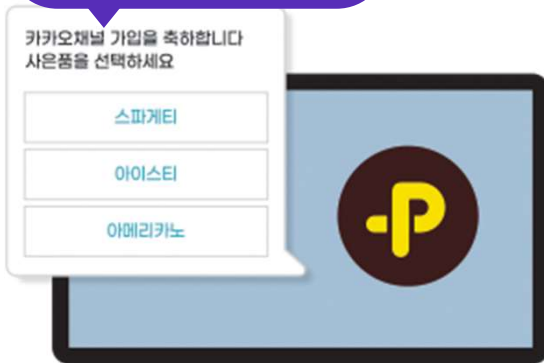 카카오채널 가입을 축하합니다
사은품을 선택하세요
스파게티
아이스티
아메리카노
P